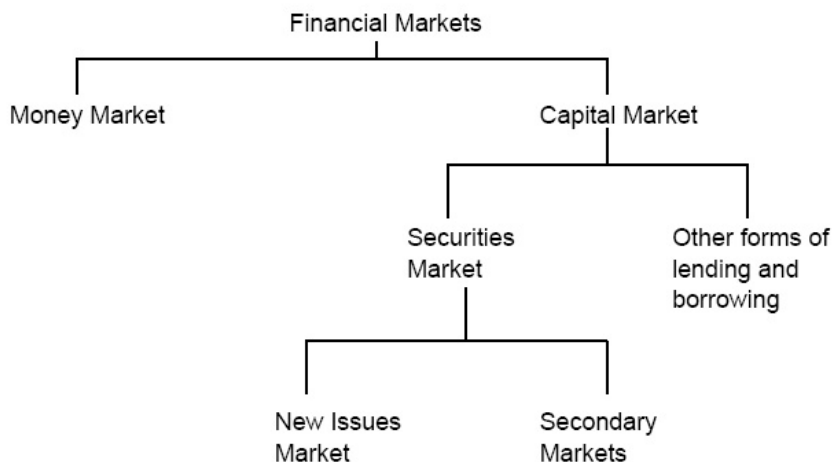 Financial Markets
Money Market
Capital Market
Securities
Market
Other forms of
lending and
borrowing
New Issues
Market
Secondary
Markets